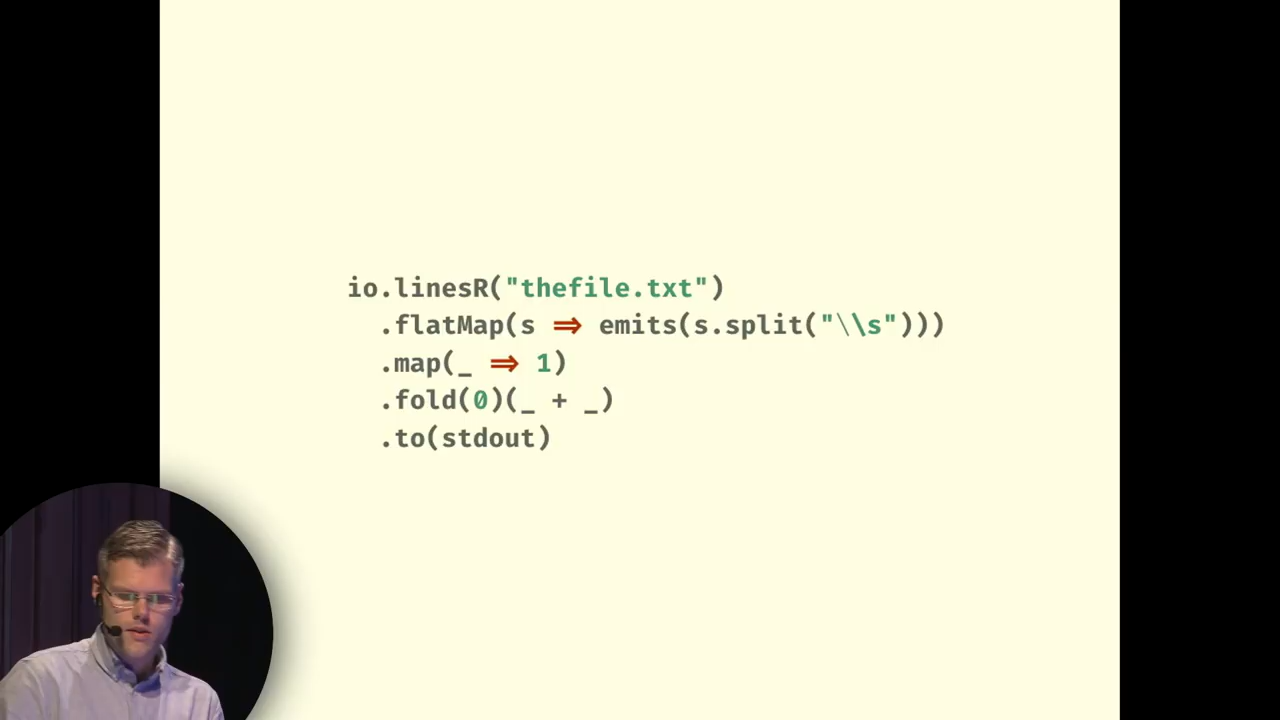 io.linesR("thefile.txt")
.flatMap(s ⇒ emits(s.split("\\s")))
.map(_ ⇒ 1)
.fold(0)(_ + _)
.to(stdout)